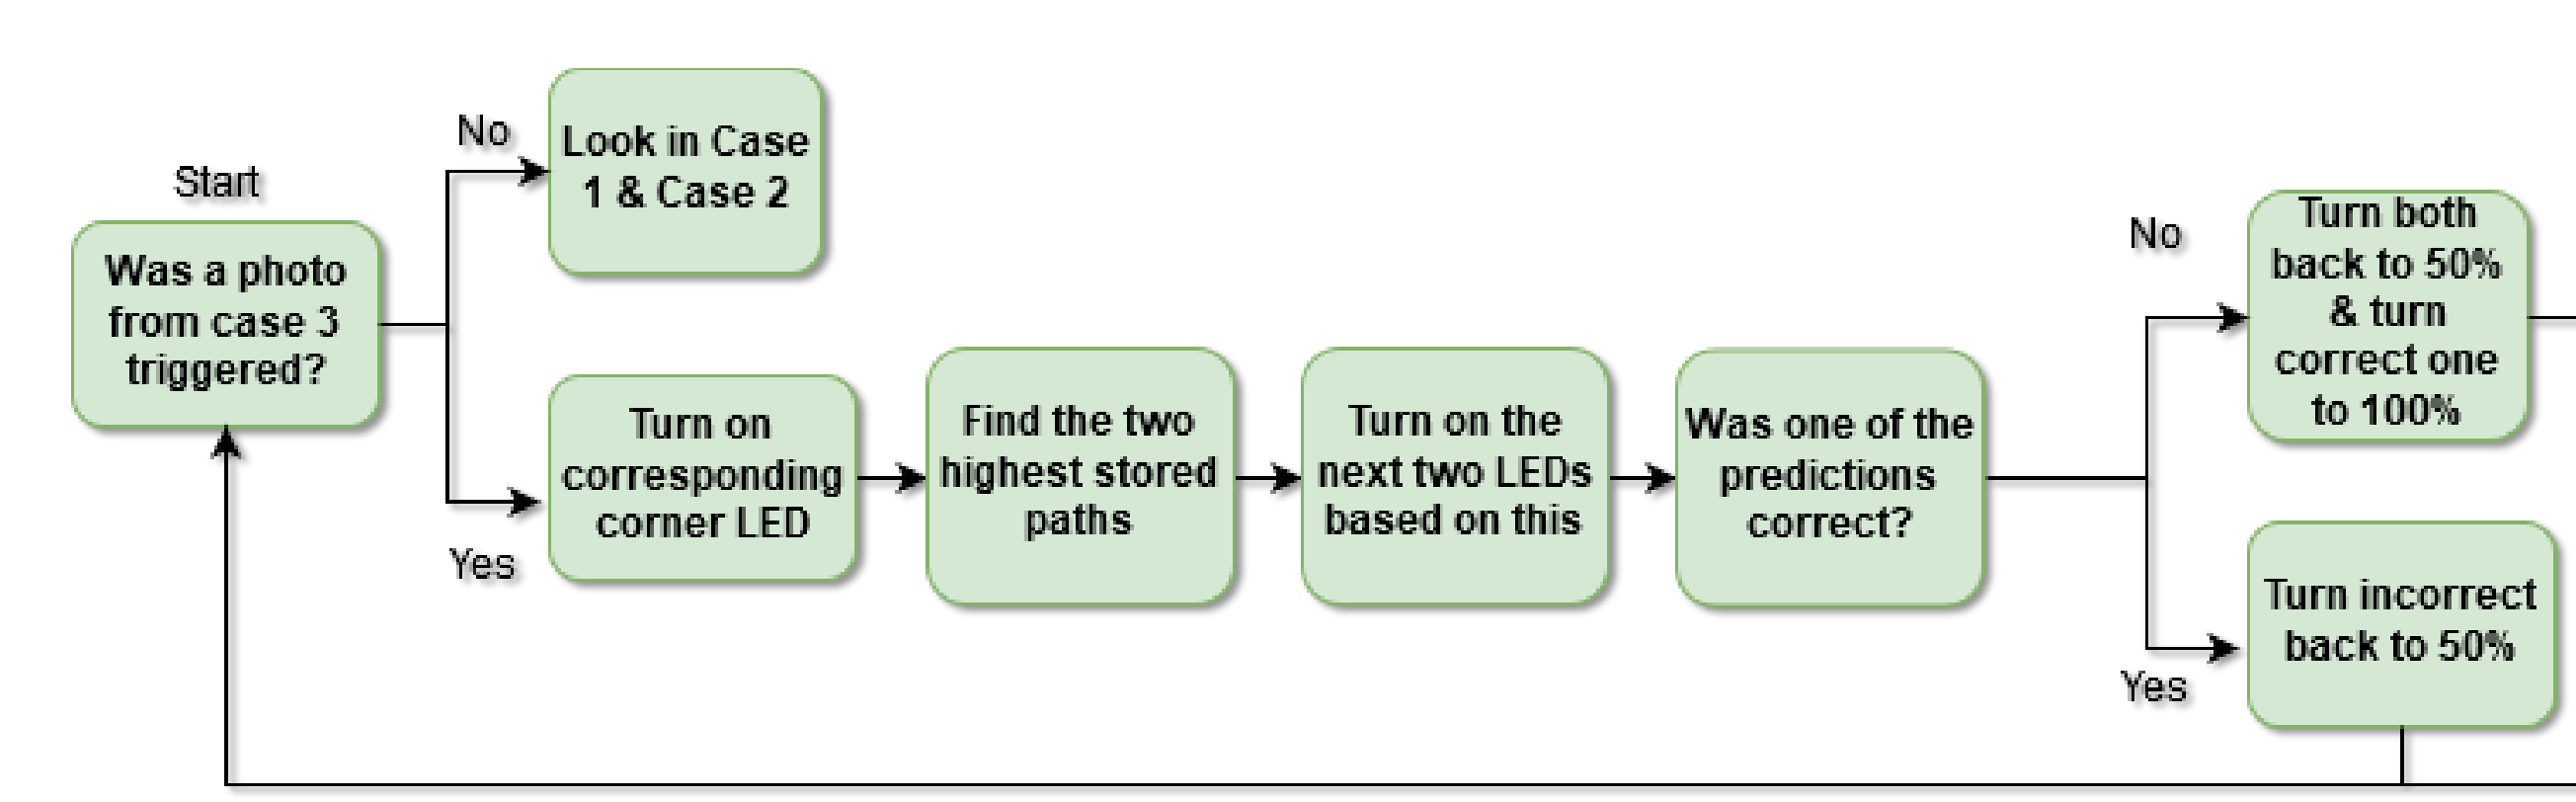 Start
Was a photo
from case 3
triggered?
No
Look in Case
1 & Case 2
Yes
Turn on
corresponding
corner LED
Find the two
highest stored
paths
Turn on the
next two LEDs
based on this
Was one of the
predictions
correct?
No
Turn both
back to 50%
& turn
correct one
to 100%
Yes
Turn incorrect
back to 50%